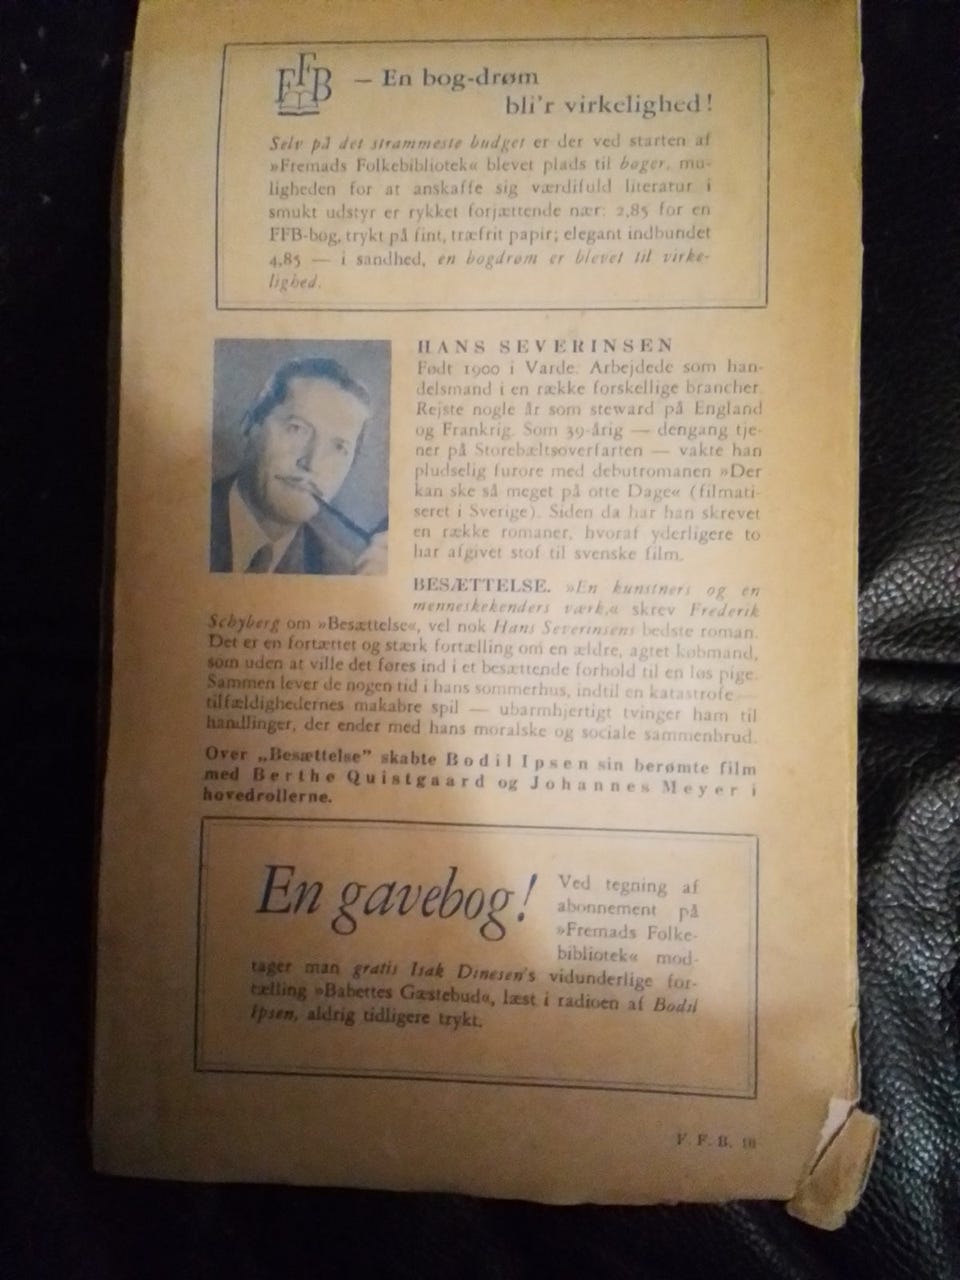 FFB
– En bog-drøm
bli'r virkelighed!
Selv på det strammeste budget er der ved starten af
»Fremads Folkebibliotek« blevet plads til bøger, mu-
ligheden for at anskaffe sig værdifuld literatur i
smukt udstyr er rykket forjættende nær: 2,85 for en
FFB-bog, trykt på fint, træfrit papir; elegant indbundet
4,85 — i sandhed, en bogdrøm er blevet til virke-
lighed.
HANS SEVERINSEN
Født 1900 i Varde. Arbejdede som han-
delsmand i en række forskellige brancher.
Rejste nogle år som steward på England
og Frankrig. Som 39-årig — dengang tje-
ner på Storebæltsoverfarten — vakte han
pludselig furore med debutromanen »Der
kan ske så meget på otte Dage« (filmati-
seret i Sverige). Siden da har han skrevet
en række romaner, hvoraf yderligere to
har afgivet stof til svenske film.
BESÆTTELSE. »En kunstners og en
menneskekenders værk,« skrev Frederik
Schyberg om »Besættelse«, vel nok Hans Severinsens bedste roman.
Det er en fortættet og stærk fortælling om en ældre, agtet købmand,
som uden at ville det føres ind i et besættende forhold til en løs pige.
Sammen lever de nogen tid i hans sommerhus, indtil en katastrofe —
tilfældighedernes makabre spil — ubarmhjertigt tvinger ham til
handlinger, der ender med hans moralske og sociale sammenbrud.
Over „Besættelse” skabte Bodil Ipsen sin berømte film
med Berthe Quistgaard og Johannes Meyer i
hovedrollerne.
En gavebog!
Ved tegning af
abonnement på
»Fremads Folke-
bibliotek« mod-
tager man gratis Isak Dinesen's vidunderlige for-
tælling »Babettes Gæstebud«, læst i radioen af Bodil
Ipsen, aldrig tidligere trykt.
F. F. B. 10